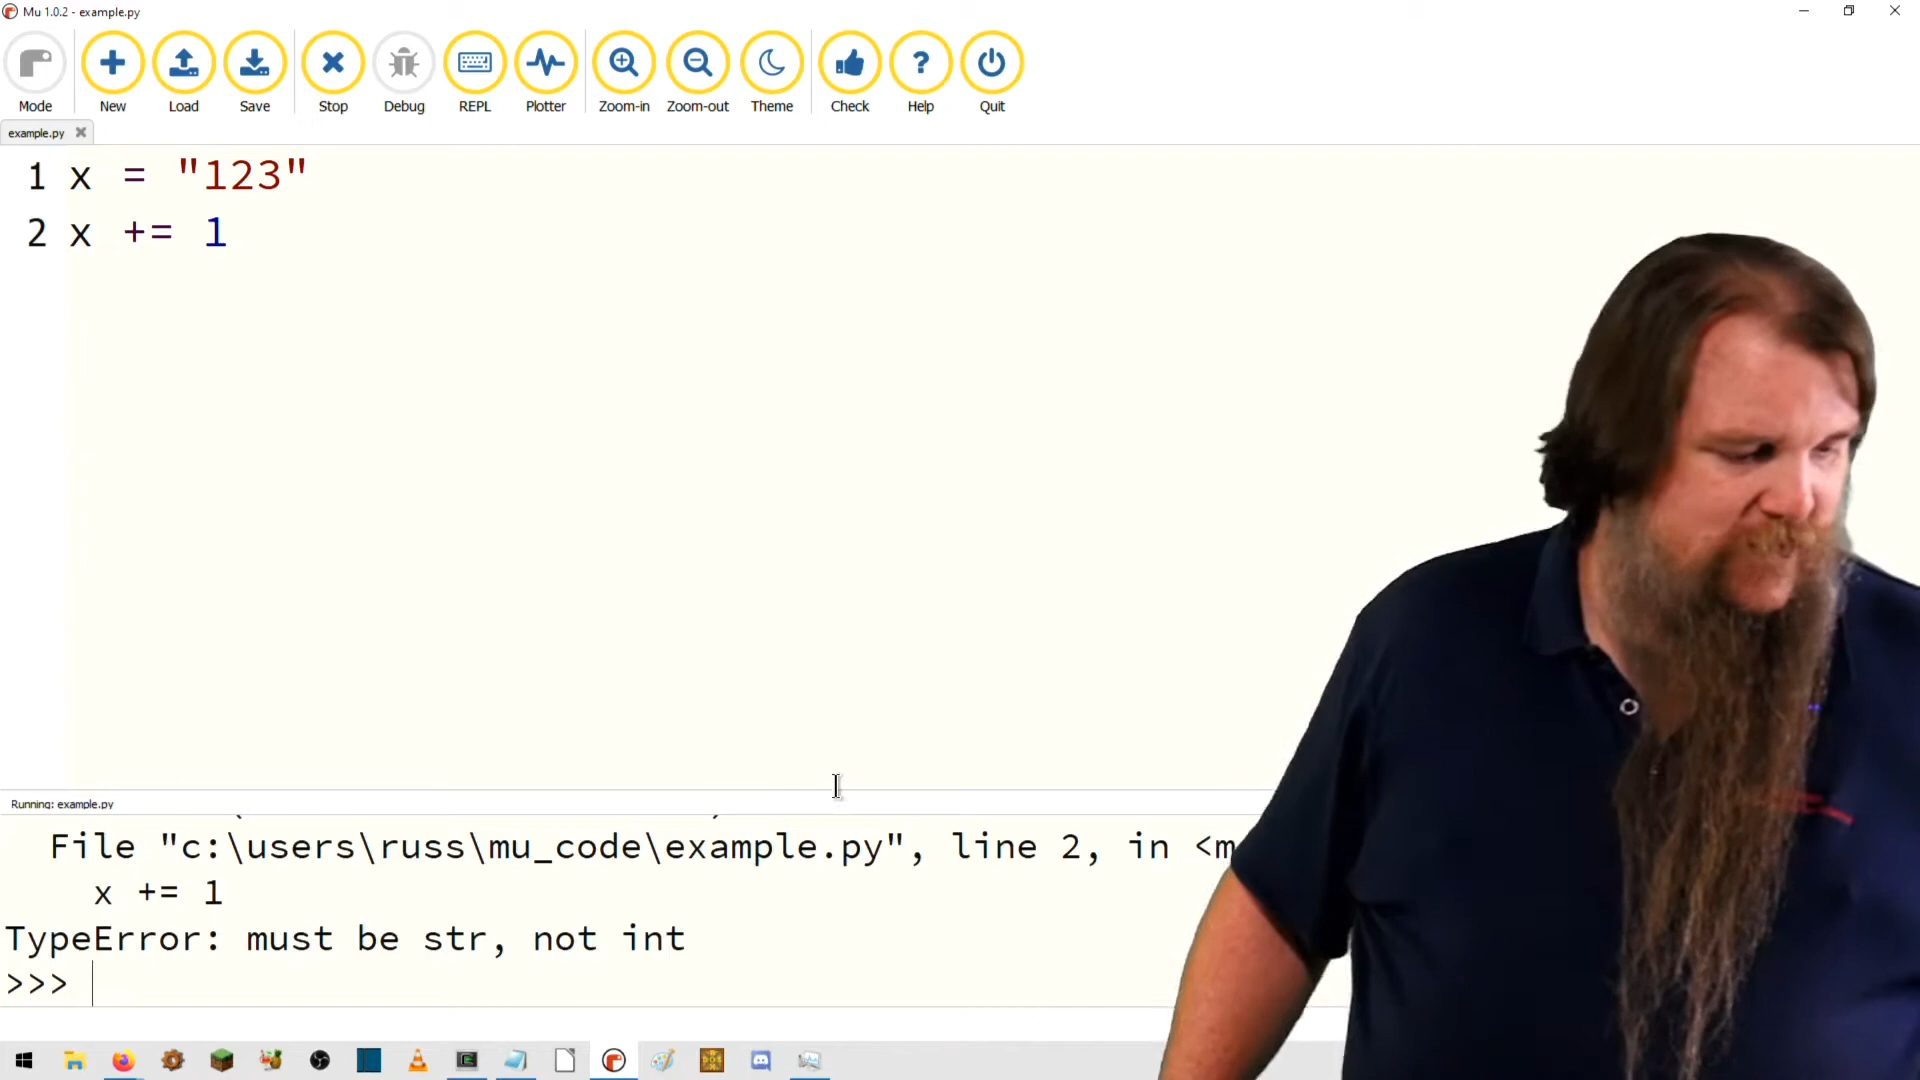 Mu 1.0.2 - example.py
Mode New Load Save Stop Debug REPL Plotter Zoom-in Zoom-out Theme Check Help Quit
example.py
1 x = "123"
2 x += 1
Running: example.py
File "c:\users\russ\mu_code\example.py", line 2, in <m
x += 1
TypeError: must be str, not int
>>>